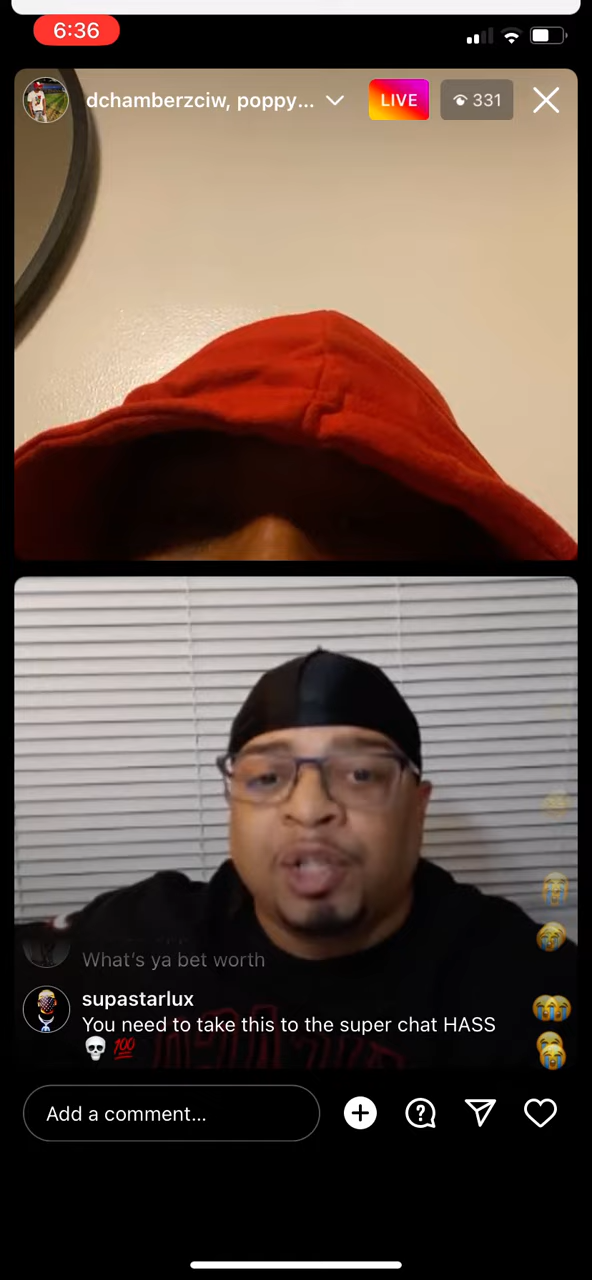 6:36
dchamberzciw, poppy...
LIVE
331
What's ya bet worth
supastarlux
You need to take this to the super chat HASS
💀 💯
Add a comment...